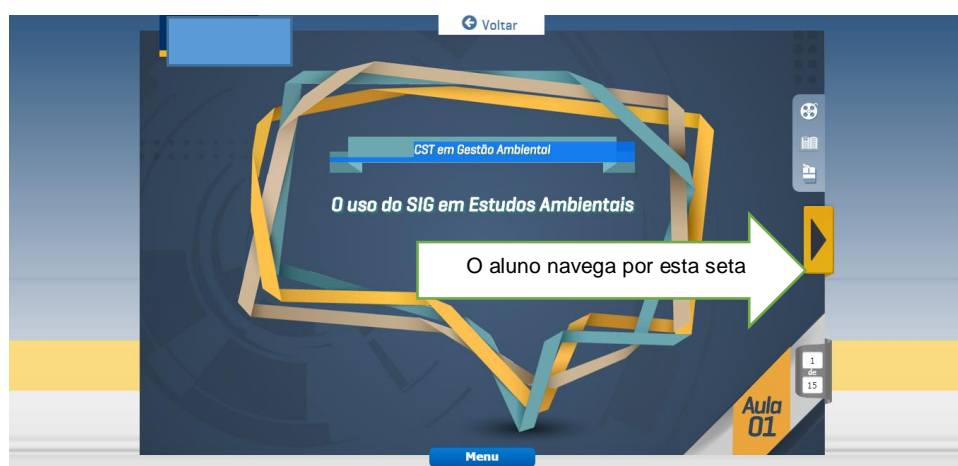 Voltar
CST em Gestão Ambiental
O uso do SIG em Estudos Ambientais
O aluno navega por esta seta
1
de
15
Aula
01
Menu